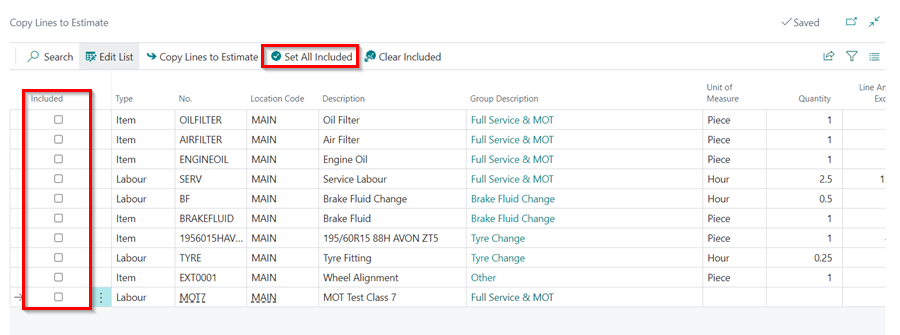 Copy Lines to Estimate
Saved
Search Edit List Copy Lines to Estimate Set All Included Clear Included
Included Type No. Location Code Description Group Description Unit of Measure Quantity Line An
Exc
Item OILFILTER MAIN Oil Filter Full Service & MOT Piece 1
Item AIRFILTER MAIN Air Filter Full Service & MOT Piece 1
Item ENGINEOIL MAIN Engine Oil Full Service & MOT Piece 1
Labour SERV MAIN Service Labour Full Service & MOT Hour 2.5 1
Labour BF MAIN Brake Fluid Change Brake Fluid Change Hour 0.5
Item BRAKEFLUID MAIN Brake Fluid Brake Fluid Change Piece 1
Item 1956015HAV... MAIN 195/60R15 88H AVON ZT5 Tyre Change Piece 1
Labour TYRE MAIN Tyre Fitting Tyre Change Hour 0.25
Item EXT0001 MAIN Wheel Alignment Other Piece 1
Labour MOT7 MAIN MOT Test Class 7 Full Service & MOT